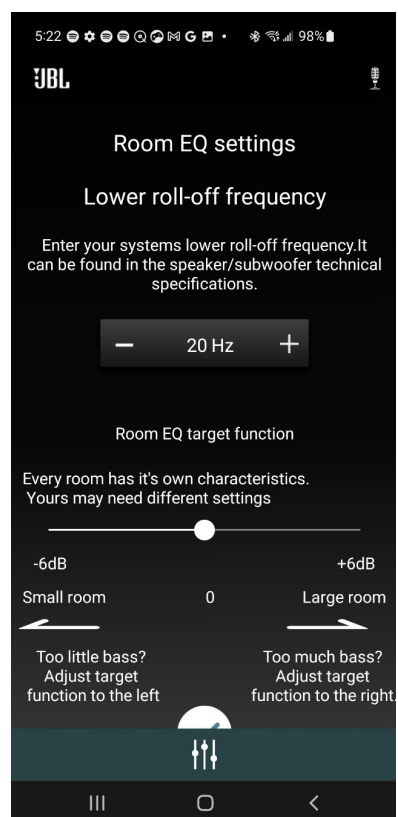 5:22 98%
JBL
Room EQ settings
Lower roll-off frequency
Enter your systems lower roll-off frequency.It
can be found in the speaker/subwoofer technical
specifications.
− 20 Hz +
Room EQ target function
Every room has it's own characteristics.
Yours may need different settings
-6dB +6dB
Small room 0 Large room
Too little bass? Too much bass?
Adjust target Adjust target
function to the left function to the right.